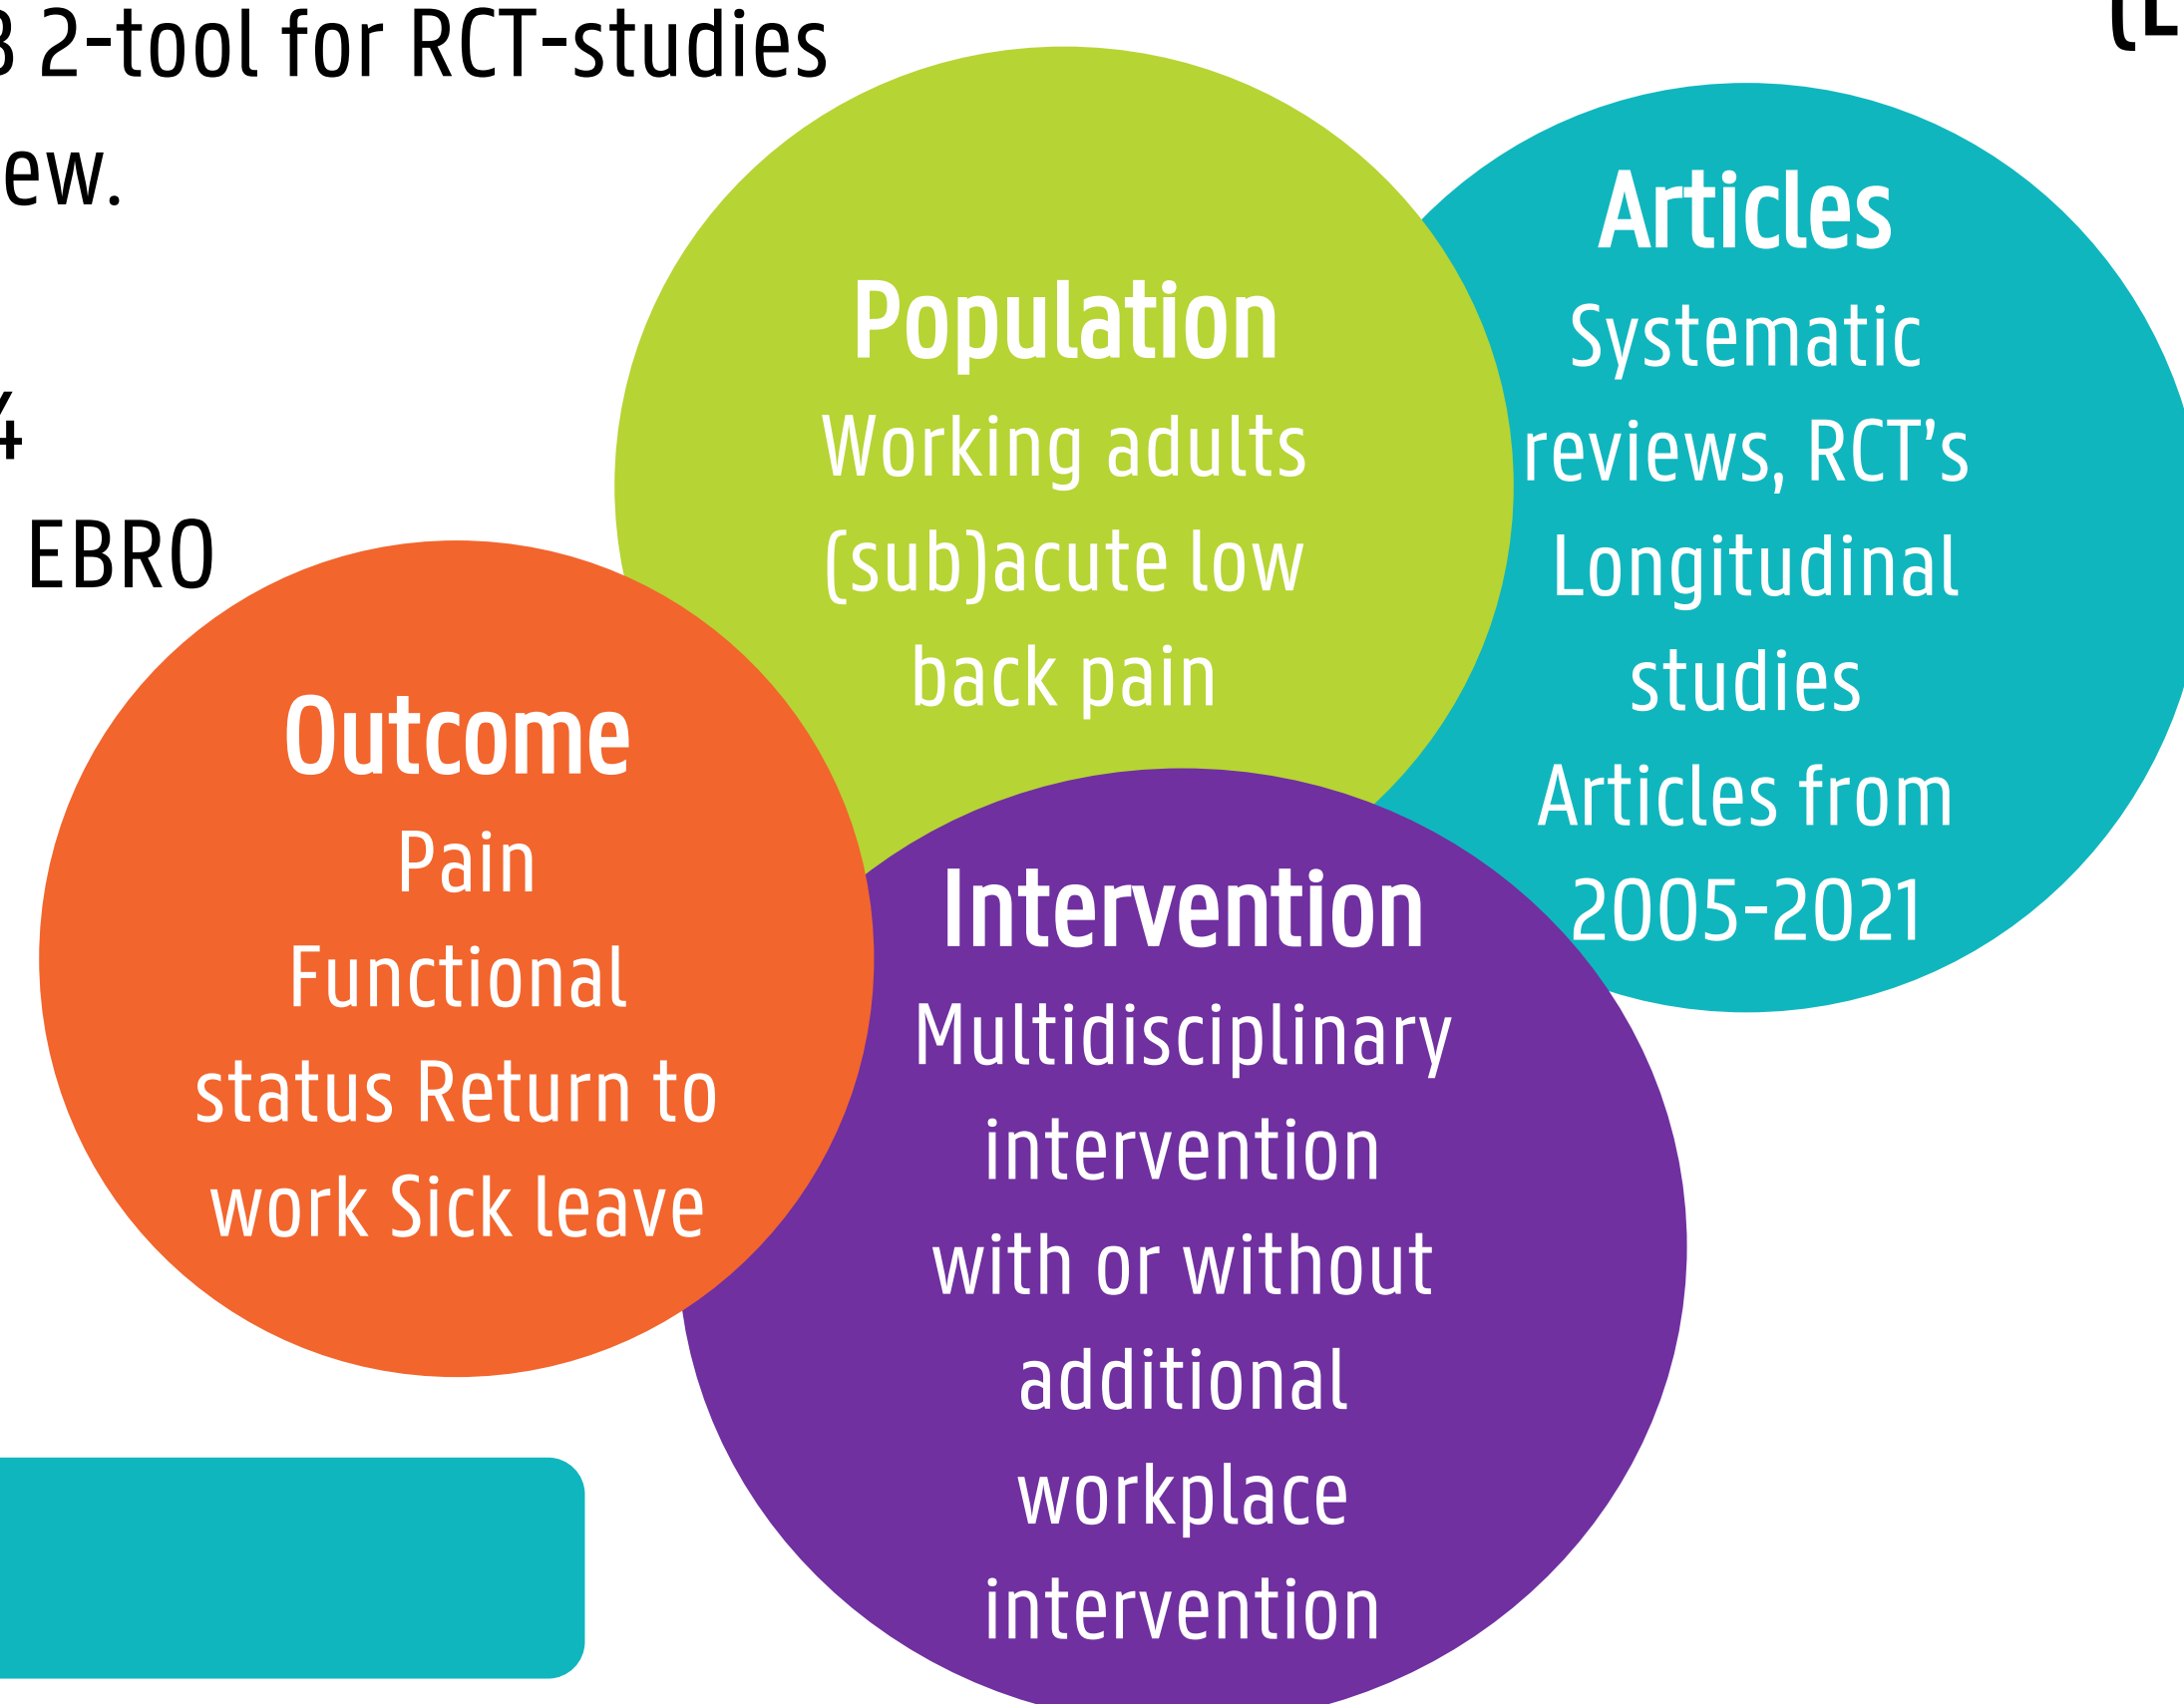 2-tool for RCT-studies
EBRO
Population
Working adults
(sub)acute low
back pain
Articles
Systematic
reviews, RCT's
Longitudinal
studies
Articles from
2005-2021
Outcome
Pain
Functional
status Return to
work Sick leave
Intervention
Multidisciplinary
intervention
with or without
additional
workplace
intervention